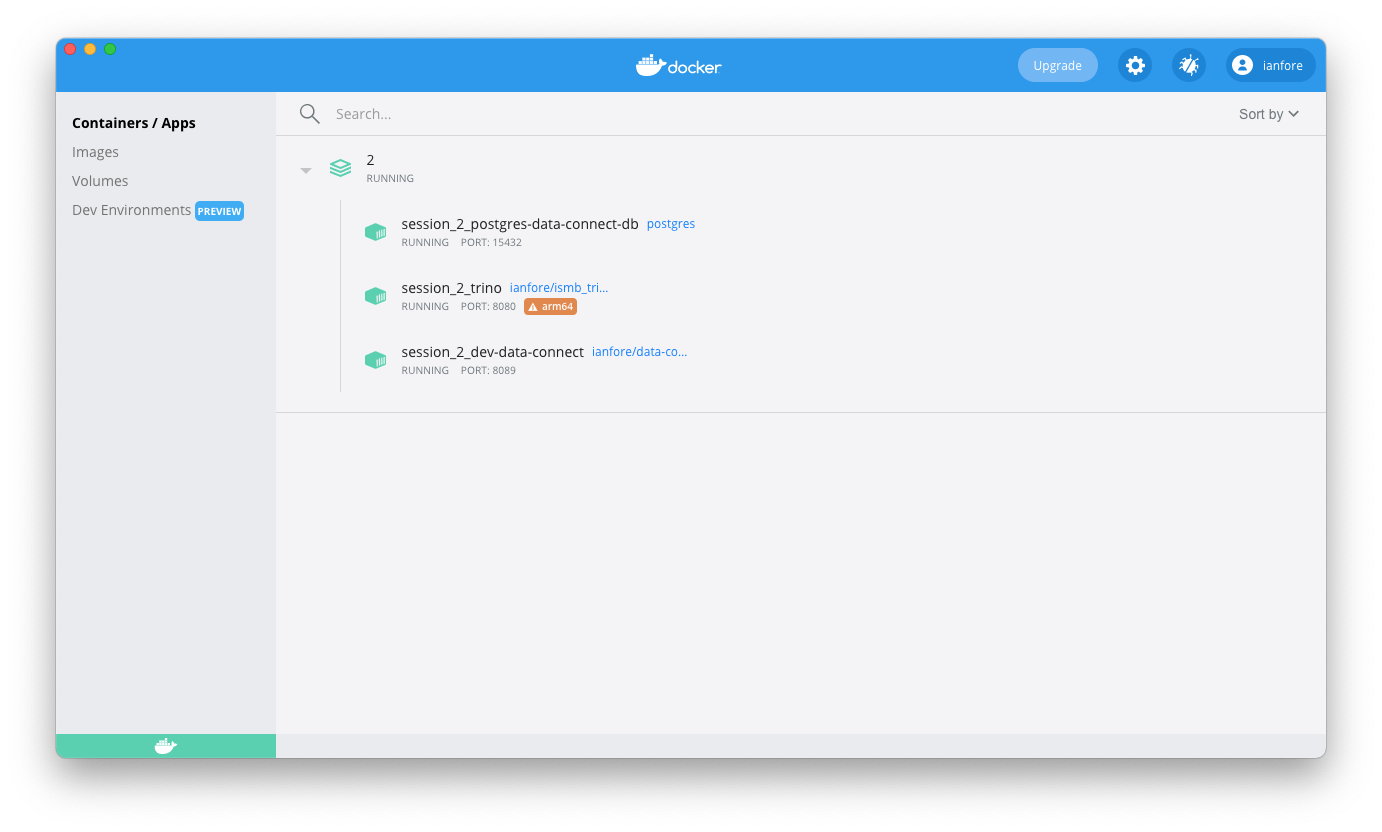 docker
Upgrade
ianfore
Containers / Apps
Images
Volumes
Dev Environments PREVIEW
Search...
Sort by
2
RUNNING
session_2_postgres-data-connect-db postgres
RUNNING PORT: 15432
session_2_trino ianfore/ismb_tri...
RUNNING PORT: 8080 arm64
session_2_dev-data-connect ianfore/data-co...
RUNNING PORT: 8089